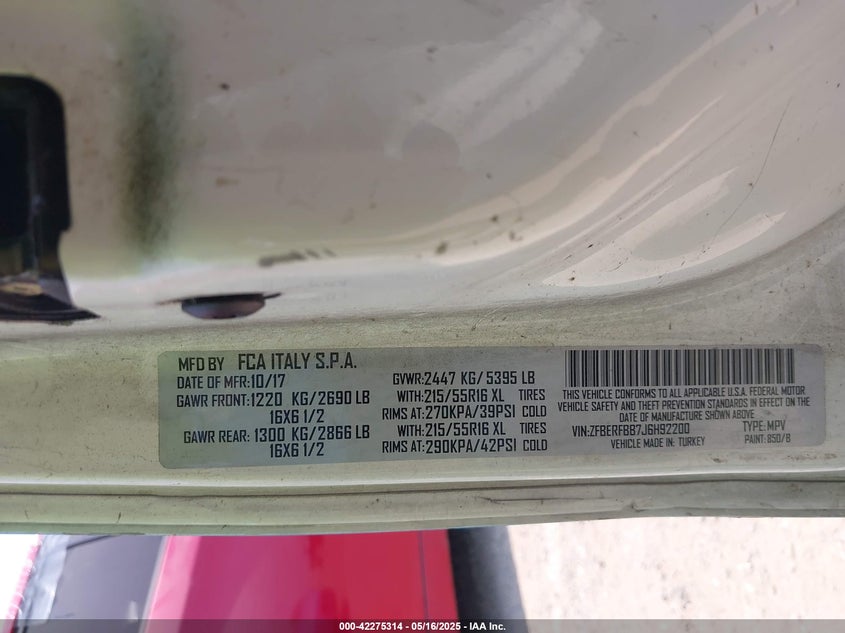 MFD BY FCA ITALY S.P.A.
DATE OF MFR:10/17 GVWR:2447 KG/5395 LB
GAWR FRONT:1220 KG/2690 LB WITH:215/55R16 XL TIRES
16X6 1/2 RIMS AT:270KPA/39PSI COLD
GAWR REAR:1300 KG/2866 LB WITH:215/55R16 XL TIRES
16X6 1/2 RIMS AT:290KPA/42PSI COLD
THIS VEHICLE CONFORMS TO ALL APPLICABLE U.S.A. FEDERAL MOTOR
VEHICLE SAFETY AND THEFT PREVENTION STANDARDS IN EFFECT ON THE
DATE OF MANUFACTURE SHOWN ABOVE
VIN:ZFBERFBB7J6H92200 TYPE: MPV
VEHICLE MADE IN: TURKEY PAINT: 850/B
000-42275314 - 05/16/2025 - IAA Inc.